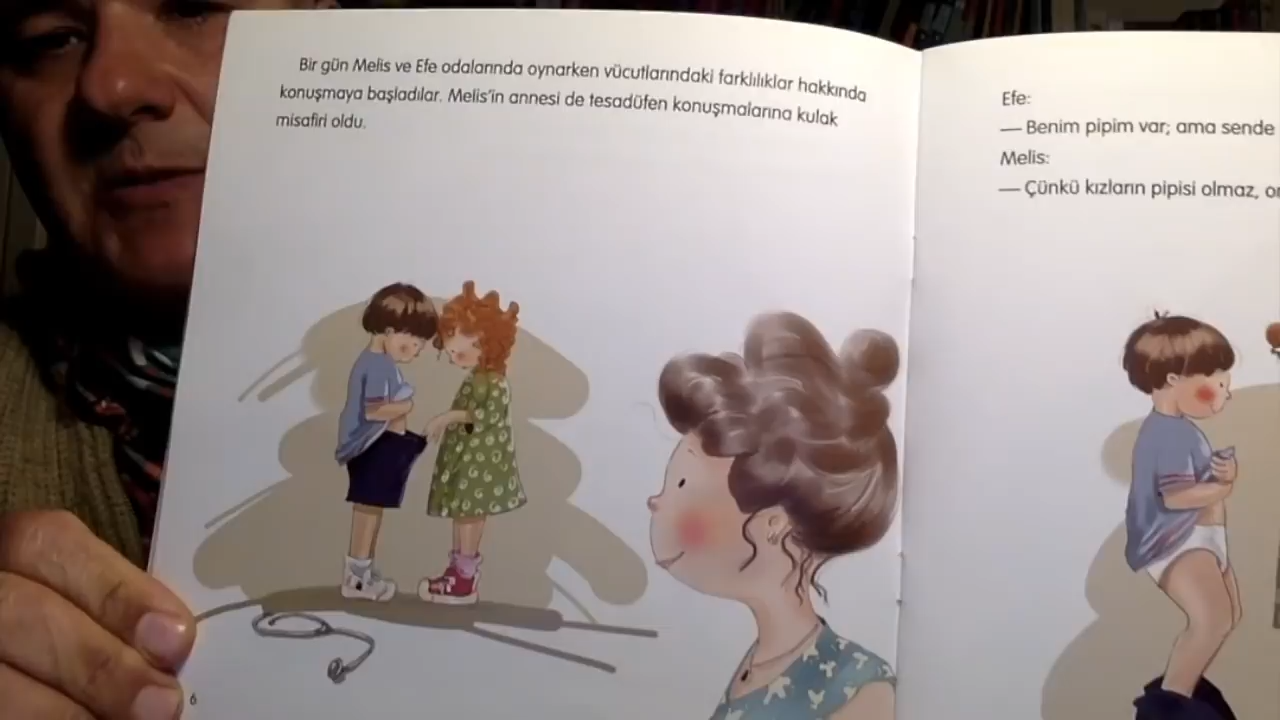 Bir gün Melis ve Efe odalarında oynarken vücutlarındaki farklılıklar hakkında
konuşmaya başladılar. Melis'in annesi de tesadüfen konuşmalarına kulak
misafiri oldu.
6
Efe:
— Benim pipim var; ama sende
Melis:
— Çünkü kızların pipisi olmaz,